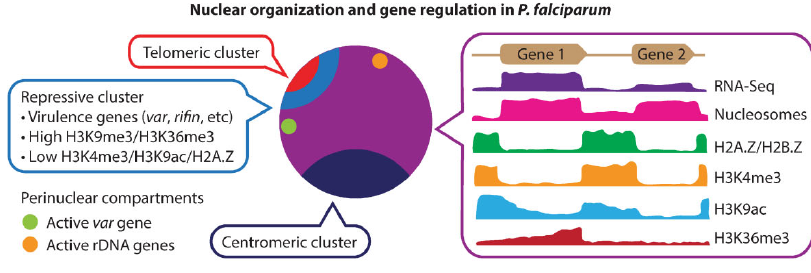 Nuclear organization and gene regulation in P. falciparum
Telomeric cluster
Repressive cluster
• Virulence genes (var, rifin, etc)
• High H3K9me3/H3K36me3
• Low H3K4me3/H3K9ac/H2A.Z
Perinuclear compartments
Active var gene
Active rDNA genes
Centromeric cluster
Gene 1
Gene 2
RNA-Seq
Nucleosomes
H2A.Z/H2B.Z
H3K4me3
H3K9ac
H3K36me3